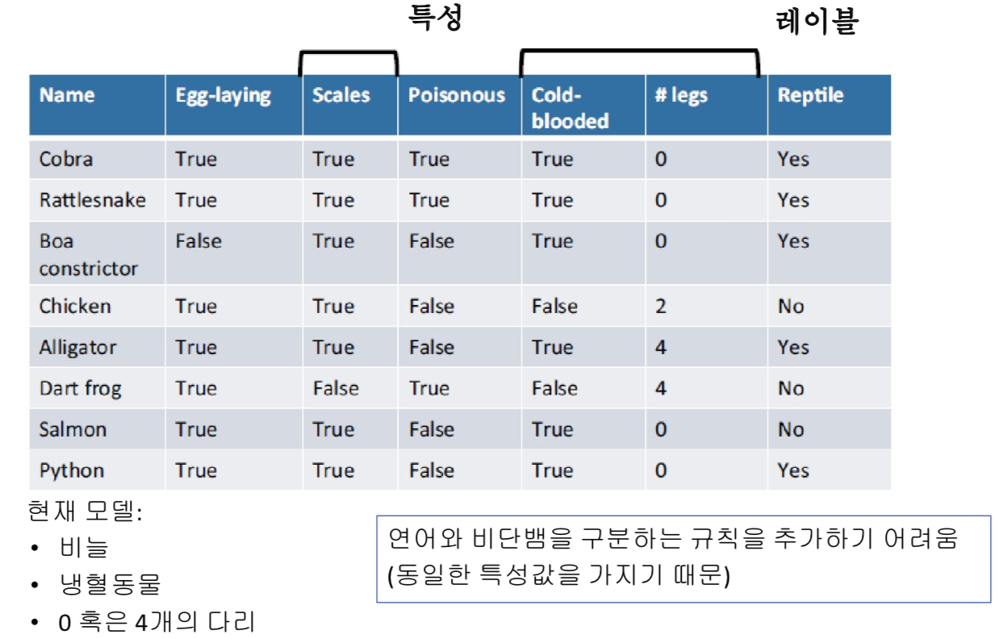 특성 레이블
Name Egg-laying Scales Poisonous Cold-blooded # legs Reptile
Cobra True True True True 0 Yes
Rattlesnake True True True True 0 Yes
Boa constrictor False True False True 0 Yes
Chicken True True False False 2 No
Alligator True True False True 4 Yes
Dart frog True False True False 4 No
Salmon True True False True 0 No
Python True True False True 0 Yes
현재 모델:
• 비늘
• 냉혈동물
• 0 혹은 4개의 다리
연어와 비단뱀을 구분하는 규칙을 추가하기 어려움
(동일한 특성값을 가지기 때문)